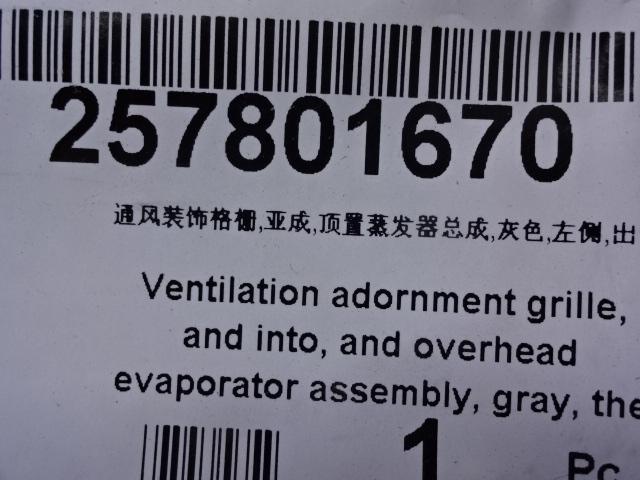 257801670
通风装饰格栅,亚成,顶置蒸发器总成,灰色,左侧,出
Ventilation adornment grille,
and into, and overhead
evaporator assembly, gray, the
1 Pc